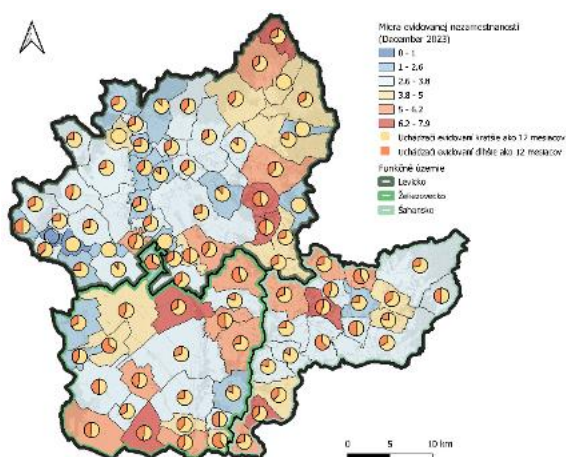 Miera evidovanej nezamestnanosti
(December 2023)
0 - 1
1 - 2.6
2.6 - 3.8
3.8 - 5
5 - 6.2
6.2 - 7.9
Uchádzači evidovaní kratšie ako 12 mesiacov
Uchádzači evidovaní dlhšie ako 12 mesiacov
Funkčné územie
Levicko
Želiezovecko
Šahansko
0 5 10 km